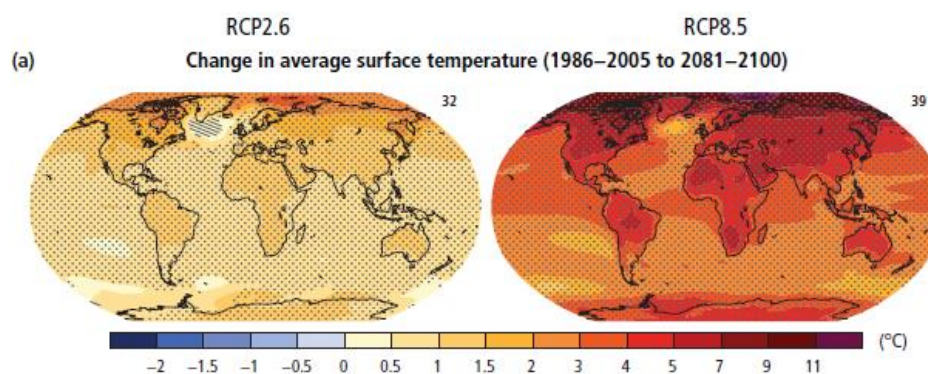 RCP2.6 RCP8.5
(a) Change in average surface temperature (1986–2005 to 2081–2100)
32 39
(°C)
−2 −1.5 −1 −0.5 0 0.5 1 1.5 2 3 4 5 7 9 11